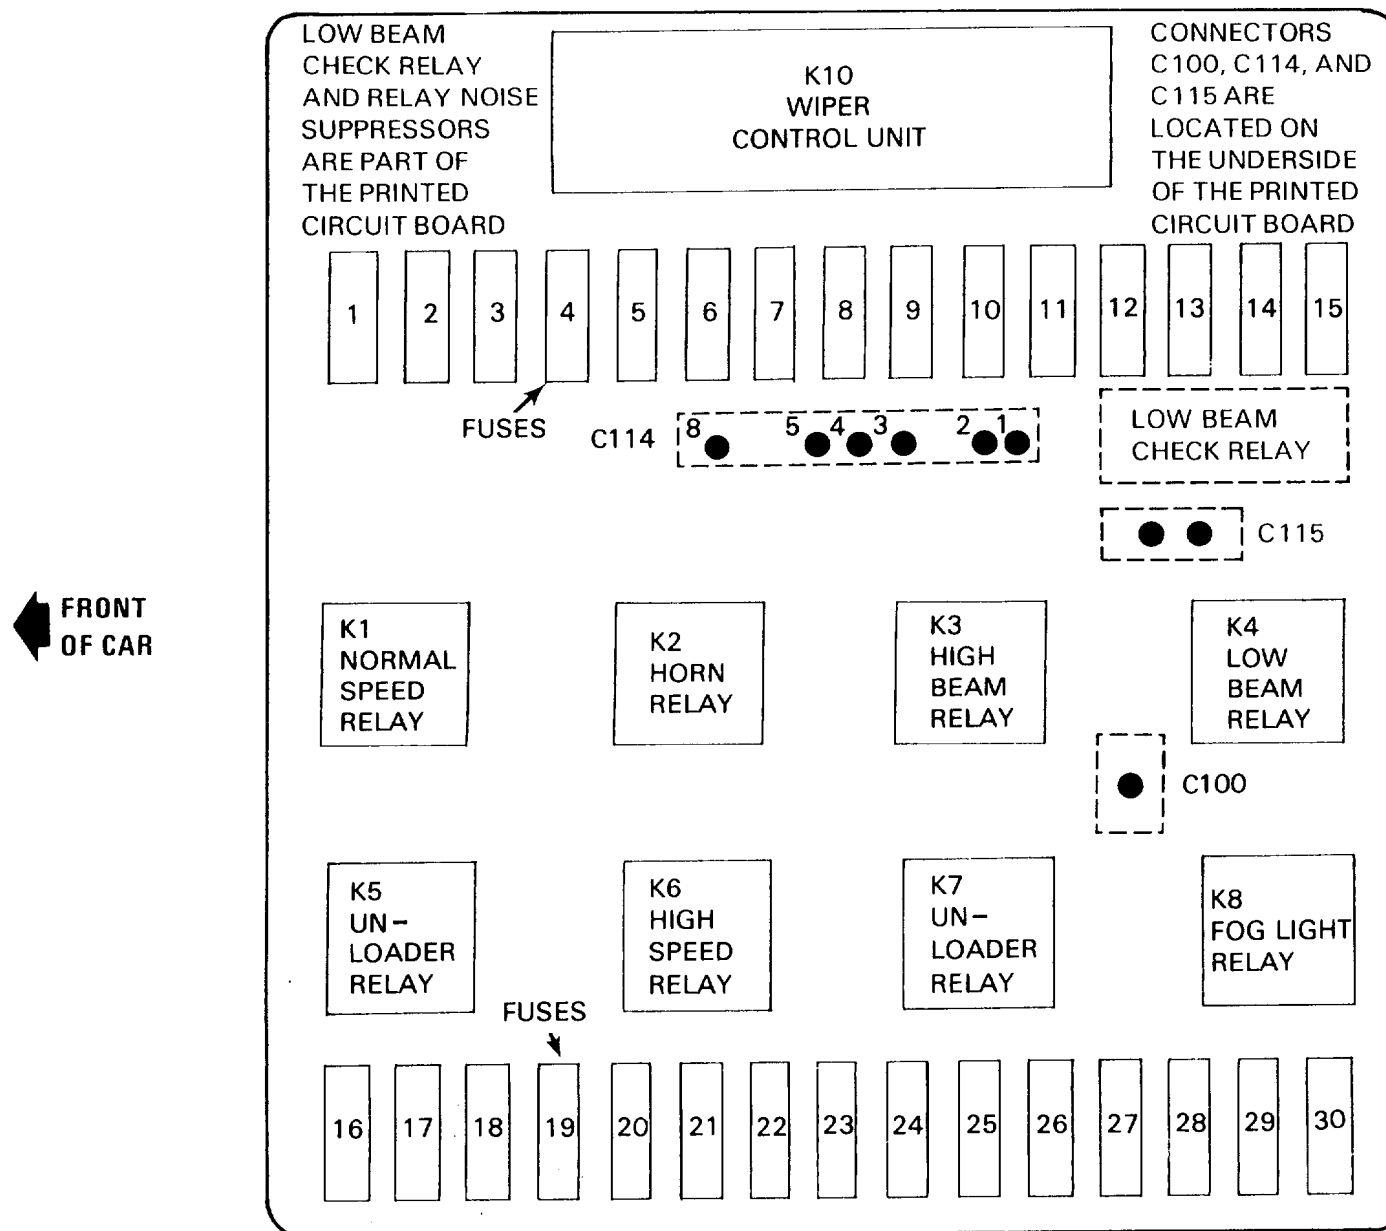 LOW BEAM
CHECK RELAY
AND RELAY NOISE
SUPPRESSORS
ARE PART OF
THE PRINTED
CIRCUIT BOARD
K10
WIPER
CONTROL UNIT
CONNECTORS
C100, C114, AND
C115 ARE
LOCATED ON
THE UNDERSIDE
OF THE PRINTED
CIRCUIT BOARD
1 2 3 4 5 6 7 8 9 10 11 12 13 14 15
FUSES
C114
8 5 4 3 2 1
LOW BEAM
CHECK RELAY
C115
FRONT
OF CAR
K1
NORMAL
SPEED
RELAY
K2
HORN
RELAY
K3
HIGH
BEAM
RELAY
K4
LOW
BEAM
RELAY
C100
K5
UN-
LOADER
RELAY
K6
HIGH
SPEED
RELAY
K7
UN-
LOADER
RELAY
K8
FOG LIGHT
RELAY
FUSES
16 17 18 19 20 21 22 23 24 25 26 27 28 29 30